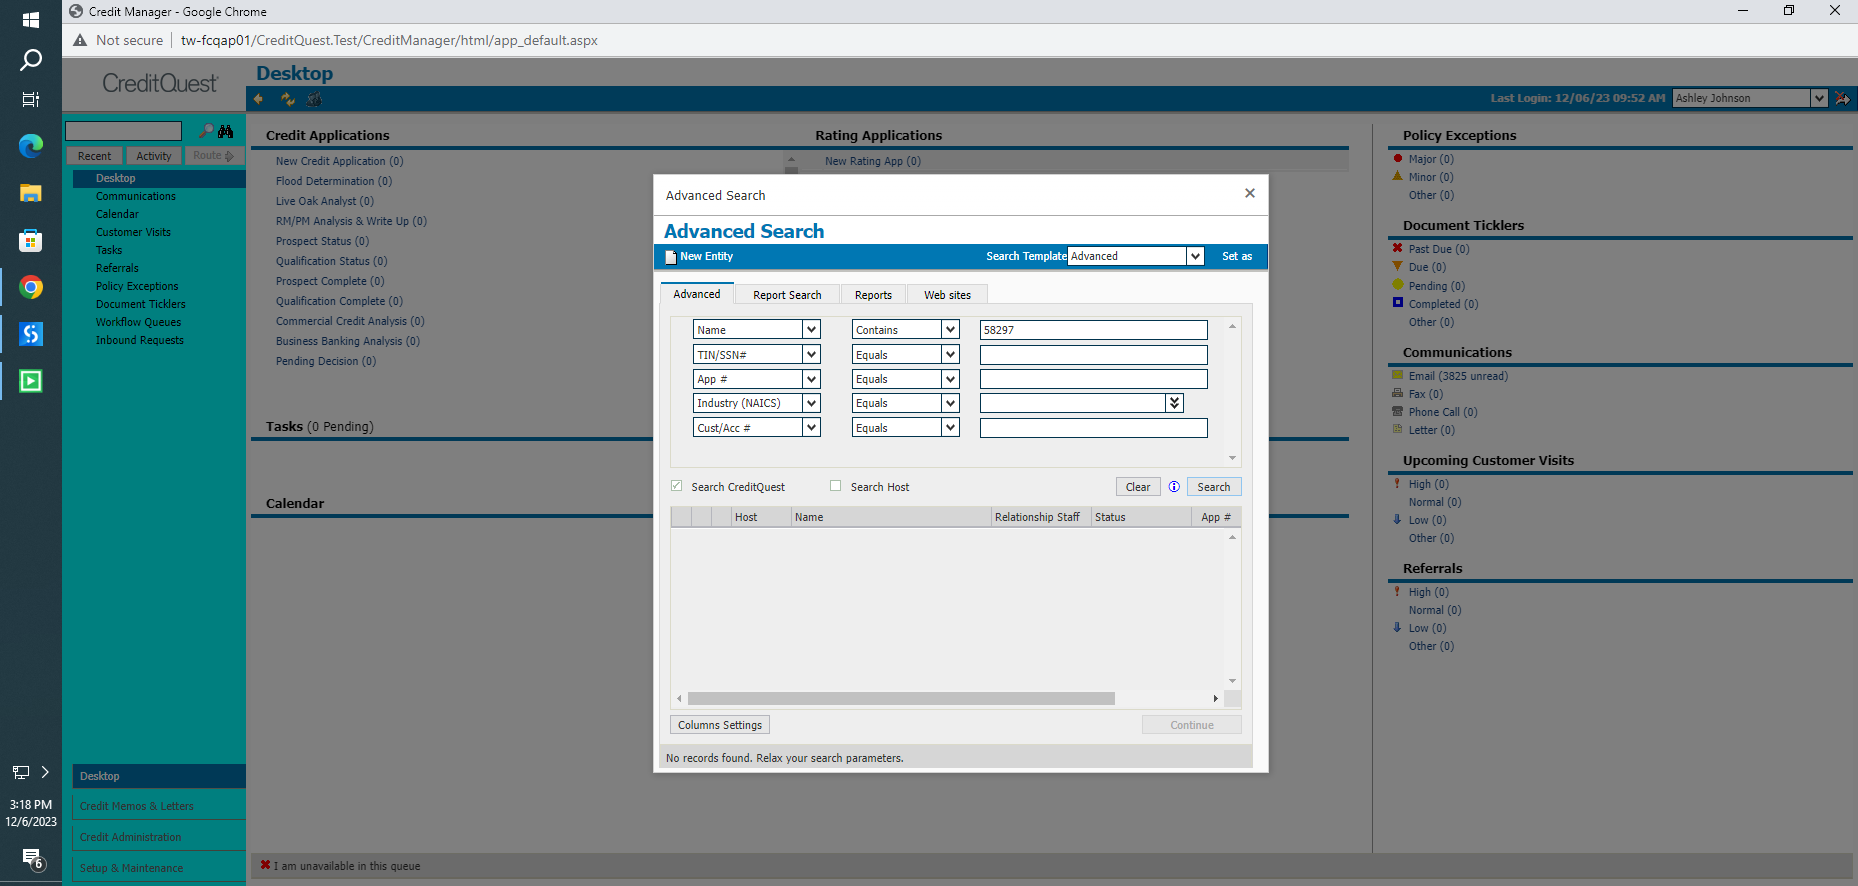 Credit Manager - Google Chrome
Not secure | tw-fcqap01/CreditQuest.Test/CreditManager/html/app_default.aspx
CreditQuest
Desktop
Last Login: 12/06/23 09:52 AM Ashley Johnson
Recent Activity Route
Desktop
Communications
Calendar
Customer Visits
Tasks
Referrals
Policy Exceptions
Document Ticklers
Workflow Queues
Inbound Requests
Desktop
Credit Memos & Letters
Credit Administration
Setup & Maintenance
Credit Applications
New Credit Application (0)
Flood Determination (0)
Live Oak Analyst (0)
RM/PM Analysis & Write Up (0)
Prospect Status (0)
Qualification Status (0)
Prospect Complete (0)
Qualification Complete (0)
Commercial Credit Analysis (0)
Business Banking Analysis (0)
Pending Decision (0)
Tasks (0 Pending)
Calendar
Rating Applications
New Rating App (0)
Advanced Search
Advanced Search
New Entity Search Template Advanced Set as
Advanced Report Search Reports Web sites
Name Contains 58297
TIN/SSN# Equals
App # Equals
Industry (NAICS) Equals
Cust/Acc # Equals
Search CreditQuest Search Host Clear Search
Host Name Relationship Staff Status App #
Columns Settings Continue
No records found. Relax your search parameters.
Policy Exceptions
Major (0)
Minor (0)
Other (0)
Document Ticklers
Past Due (0)
Due (0)
Pending (0)
Completed (0)
Other (0)
Communications
Email (3825 unread)
Fax (0)
Phone Call (0)
Letter (0)
Upcoming Customer Visits
High (0)
Normal (0)
Low (0)
Other (0)
Referrals
High (0)
Normal (0)
Low (0)
Other (0)
I am unavailable in this queue
3:18 PM
12/6/2023
6